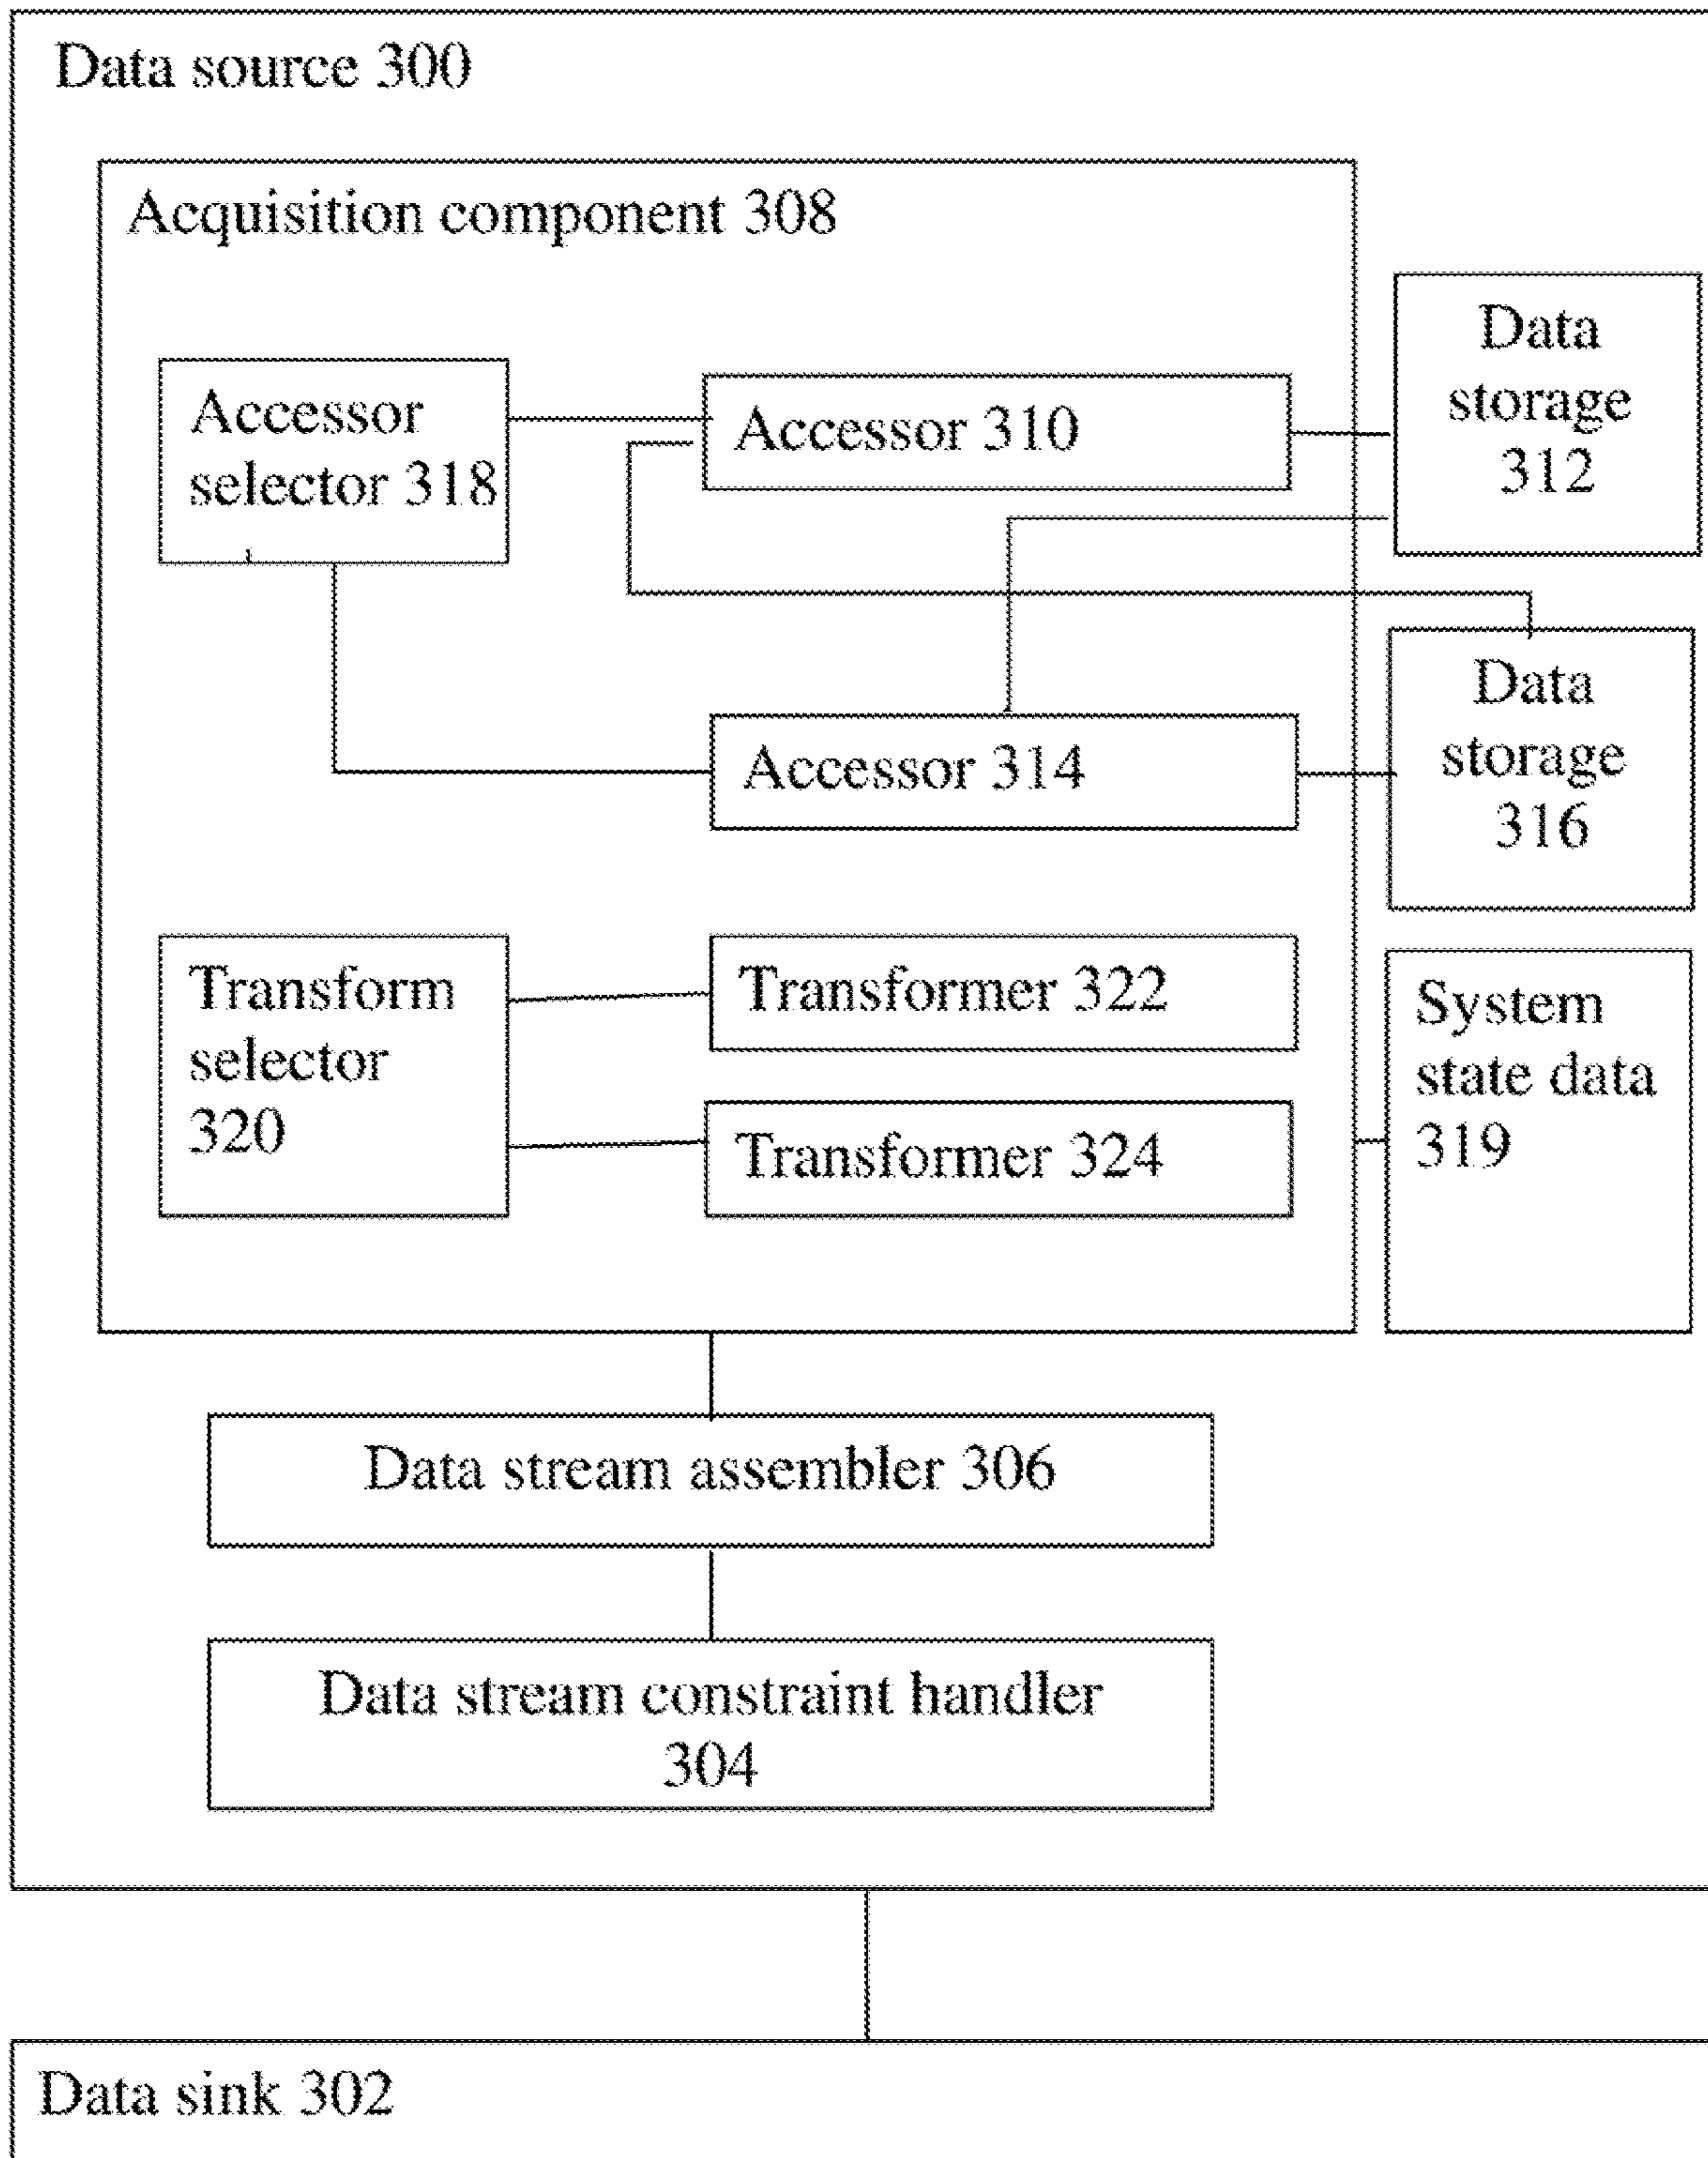 Data source 300
Acquisition component 308
Accessor
selector 318
Accessor 310
Data
storage
312
Accessor 314
Data
storage
316
Transform
selector
320
Transformer 322
Transformer 324
System
state data
319
Data stream assembler 306
Data stream constraint handler
304
Data sink 302